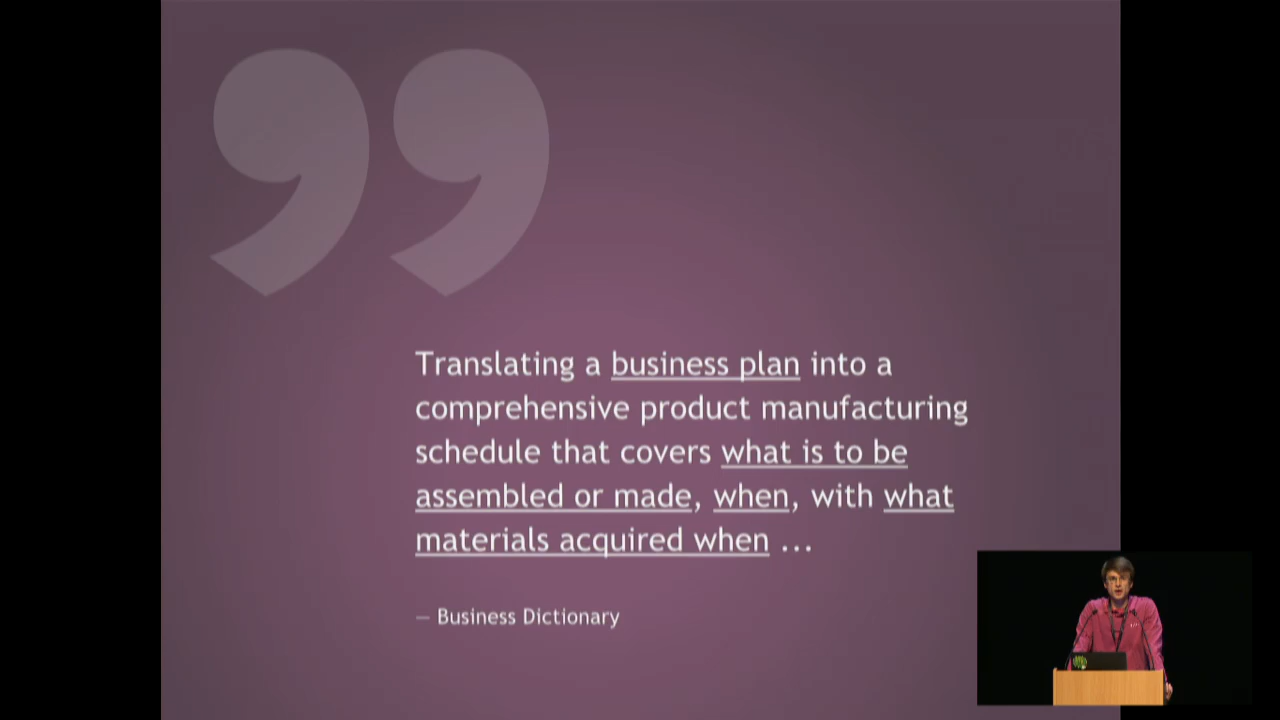 Translating a business plan into a
comprehensive product manufacturing
schedule that covers what is to be
assembled or made, when, with what
materials acquired when ...
— Business Dictionary